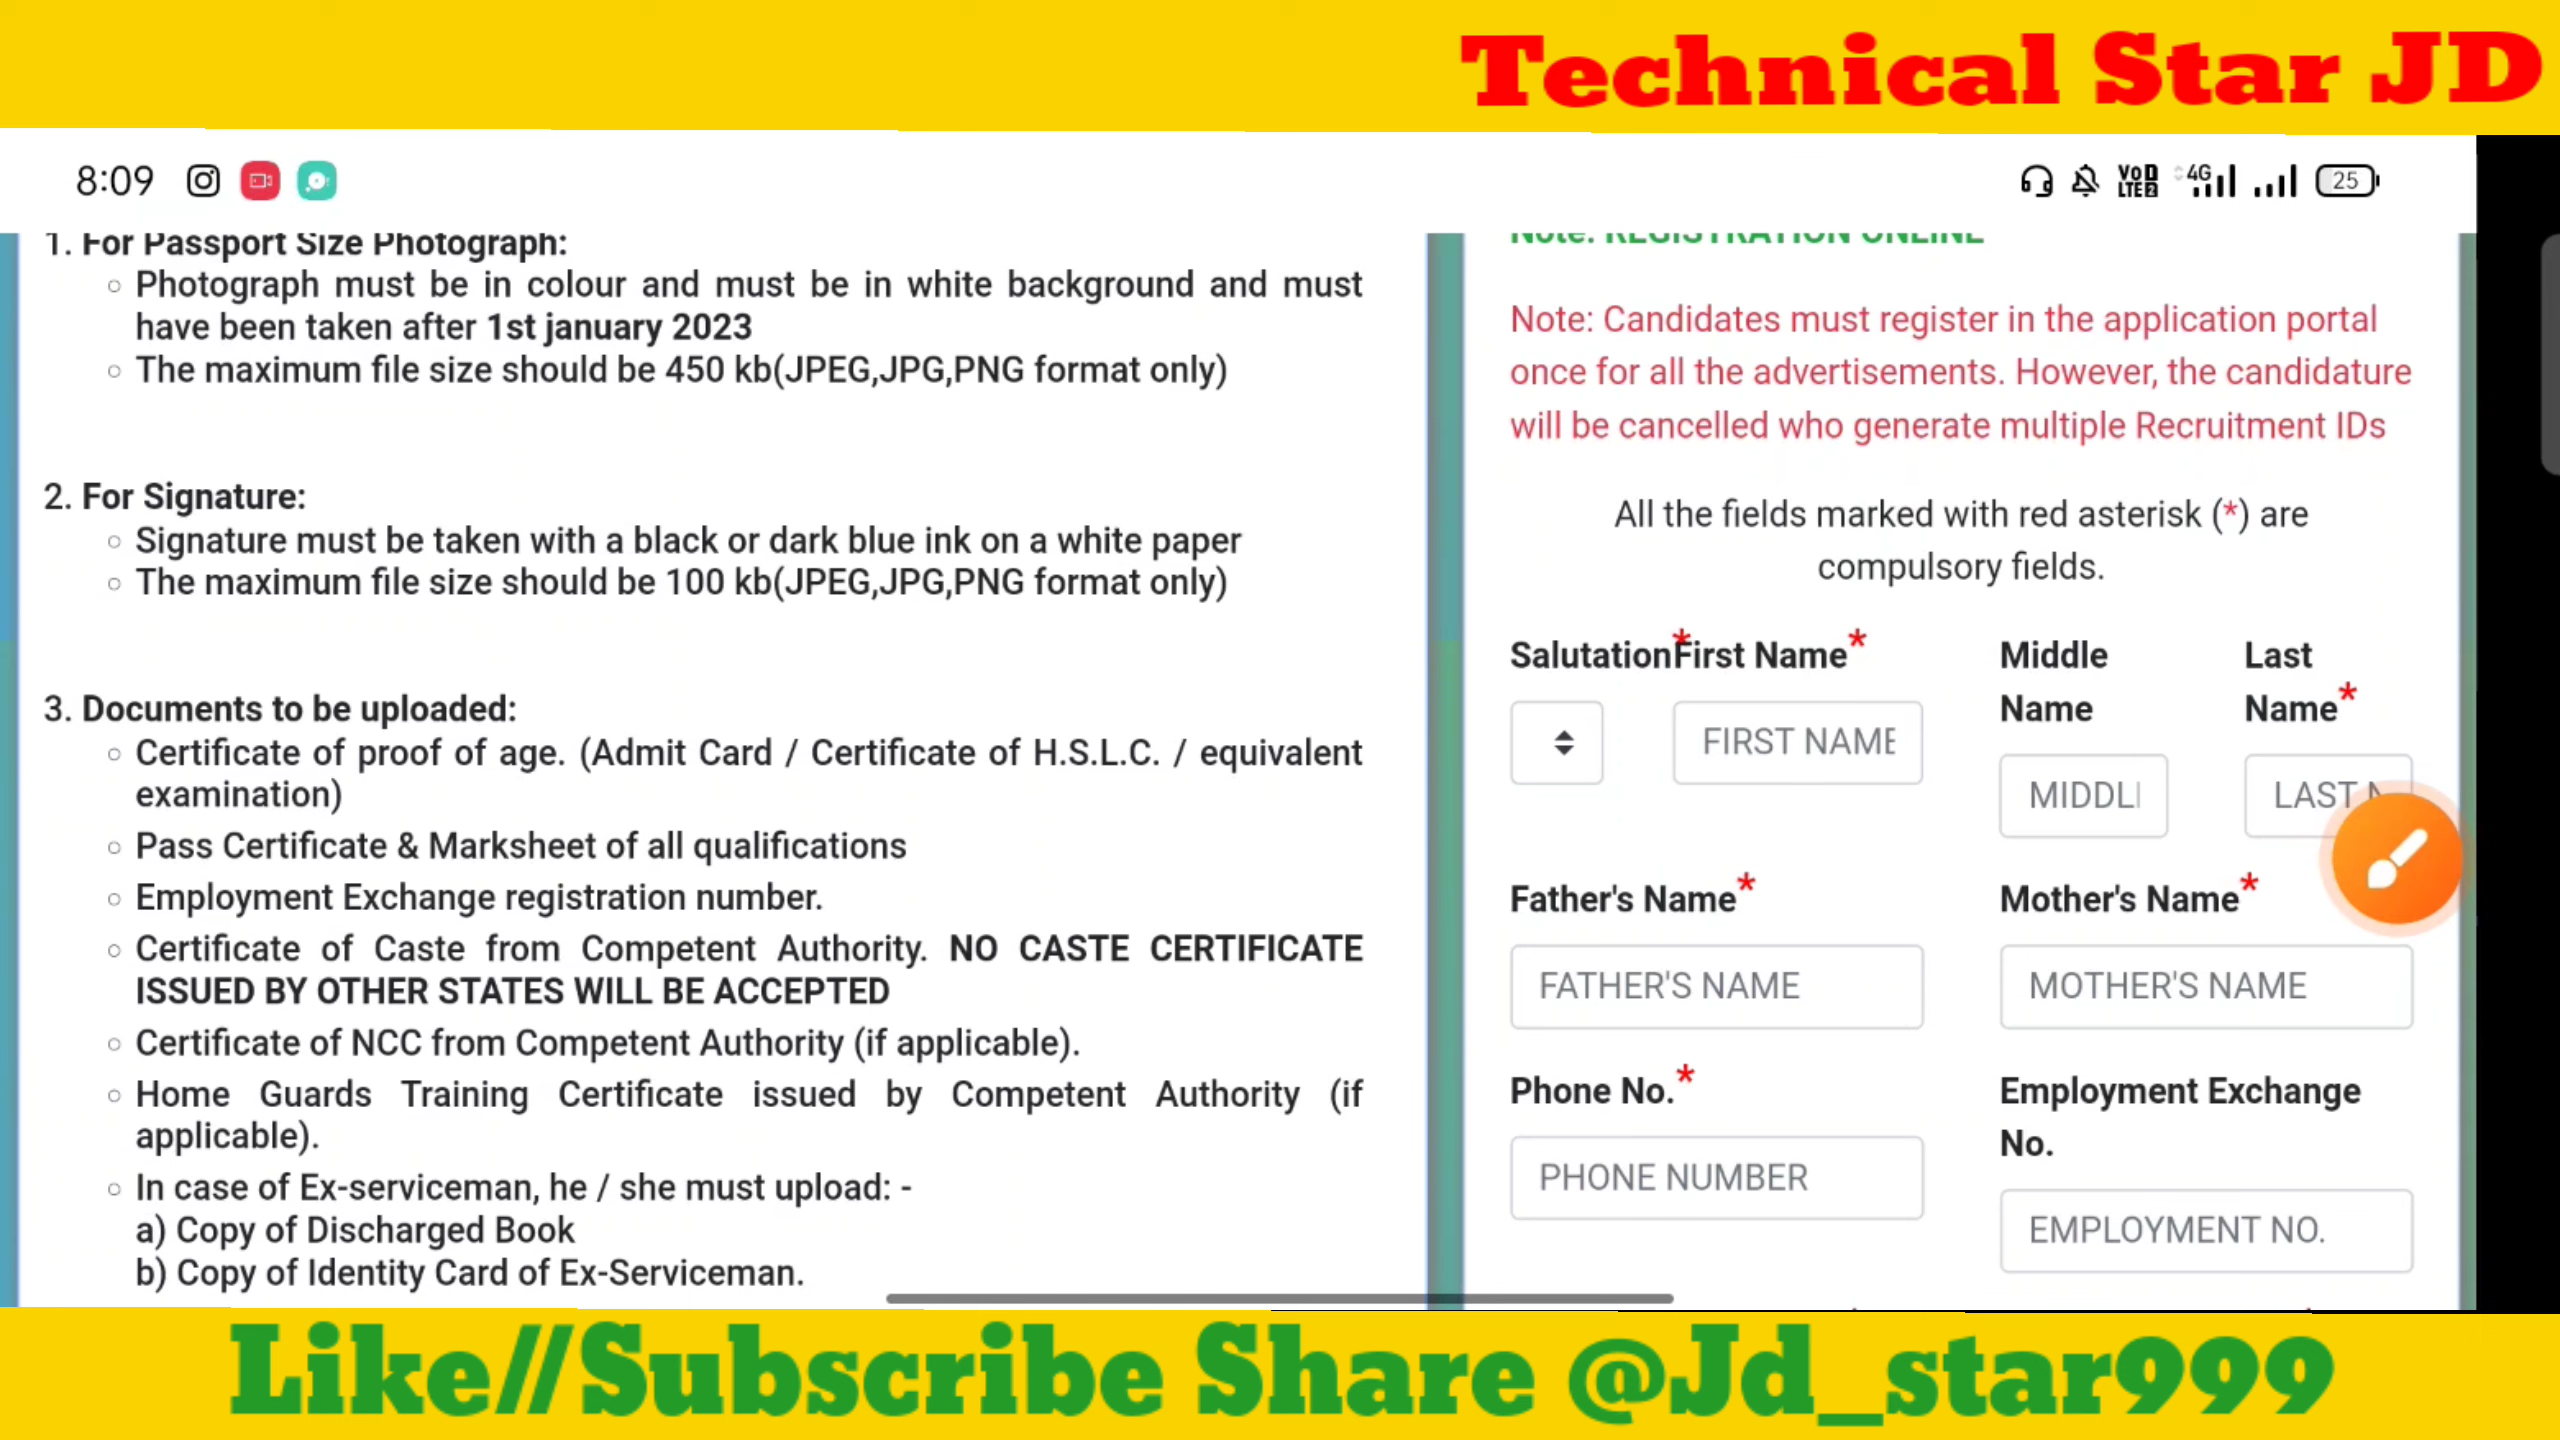 Technical Star JD
8:09
VoD LTE2 4G 25
1. For Passport Size Photograph:
Photograph must be in colour and must be in white background and must
have been taken after 1st january 2023
The maximum file size should be 450 kb(JPEG,JPG,PNG format only)
2. For Signature:
Signature must be taken with a black or dark blue ink on a white paper
The maximum file size should be 100 kb(JPEG,JPG,PNG format only)
3. Documents to be uploaded:
Certificate of proof of age. (Admit Card / Certificate of H.S.L.C. / equivalent
examination)
Pass Certificate & Marksheet of all qualifications
Employment Exchange registration number.
Certificate of Caste from Competent Authority. NO CASTE CERTIFICATE
ISSUED BY OTHER STATES WILL BE ACCEPTED
Certificate of NCC from Competent Authority (if applicable).
Home Guards Training Certificate issued by Competent Authority (if
applicable).
In case of Ex-serviceman, he / she must upload: -
a) Copy of Discharged Book
b) Copy of Identity Card of Ex-Serviceman.
Note: REGISTRATION ONLINE
Note: Candidates must register in the application portal
once for all the advertisements. However, the candidature
will be cancelled who generate multiple Recruitment IDs
All the fields marked with red asterisk (*) are
compulsory fields.
Salutation* First Name*
FIRST NAME
Middle
Name
MIDDL
Last
Name*
LAST N
Father's Name*
FATHER'S NAME
Mother's Name*
MOTHER'S NAME
Phone No.*
PHONE NUMBER
Employment Exchange
No.
EMPLOYMENT NO.
Like//Subscribe Share @Jd_star999